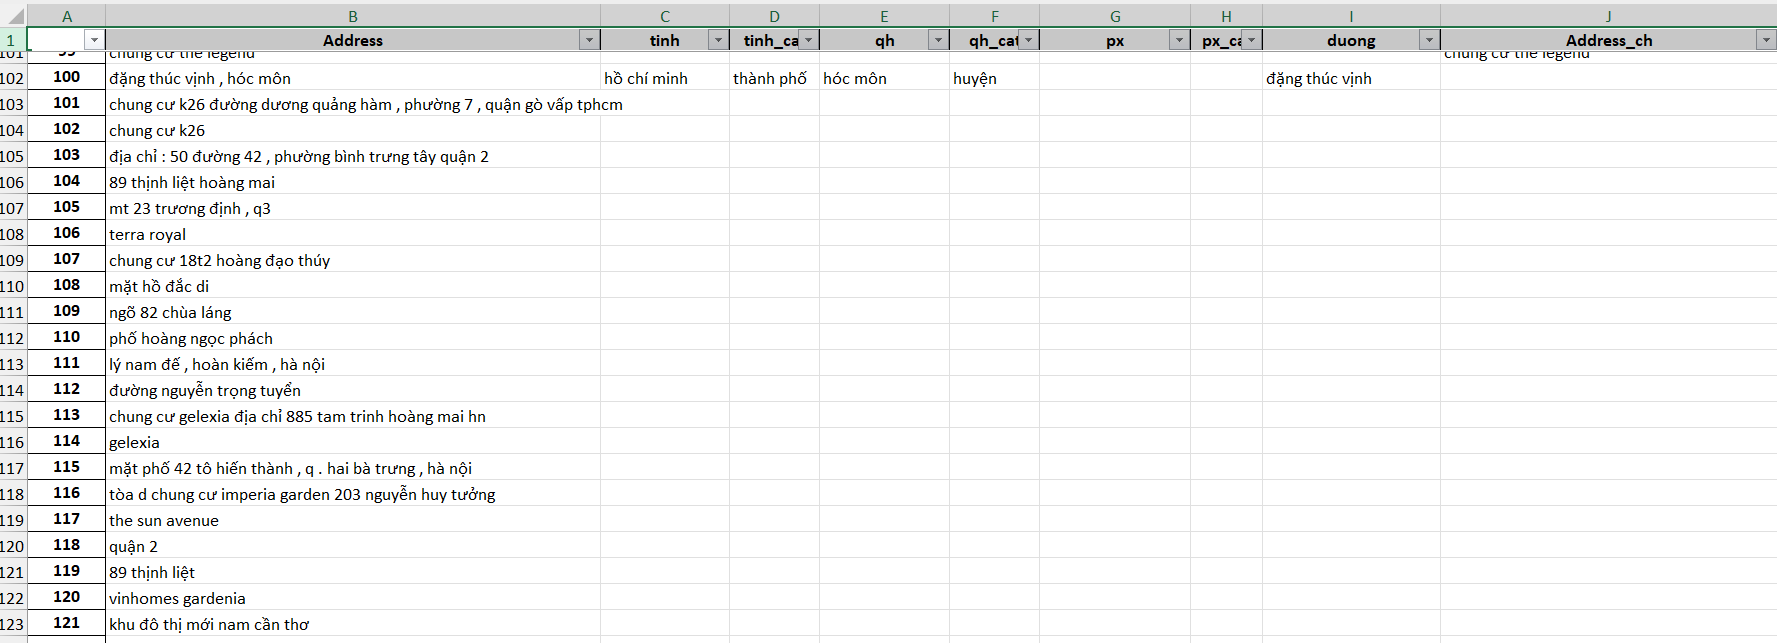 A B C D E F G H I J
1 Address tinh tinh_ca qh qh_cat px px_ca duong Address_ch
101 99 chung cư the legend chung cư the legend
102 100 đặng thúc vịnh , hóc môn hồ chí minh thành phố hóc môn huyện đặng thúc vịnh
103 101 chung cư k26 đường dương quảng hàm , phường 7 , quận gò vấp tphcm
104 102 chung cư k26
105 103 địa chỉ : 50 đường 42 , phường bình trưng tây quận 2
106 104 89 thịnh liệt hoàng mai
107 105 mt 23 trương định , q3
108 106 terra royal
109 107 chung cư 18t2 hoàng đạo thúy
110 108 mặt hồ đắc di
111 109 ngõ 82 chùa láng
112 110 phố hoàng ngọc phách
113 111 lý nam đế , hoàn kiếm , hà nội
114 112 đường nguyễn trọng tuyển
115 113 chung cư gelexia địa chỉ 885 tam trinh hoàng mai hn
116 114 gelexia
117 115 mặt phố 42 tô hiến thành , q . hai bà trưng , hà nội
118 116 tòa d chung cư imperia garden 203 nguyễn huy tưởng
119 117 the sun avenue
120 118 quận 2
121 119 89 thịnh liệt
122 120 vinhomes gardenia
123 121 khu đô thị mới nam cần thơ